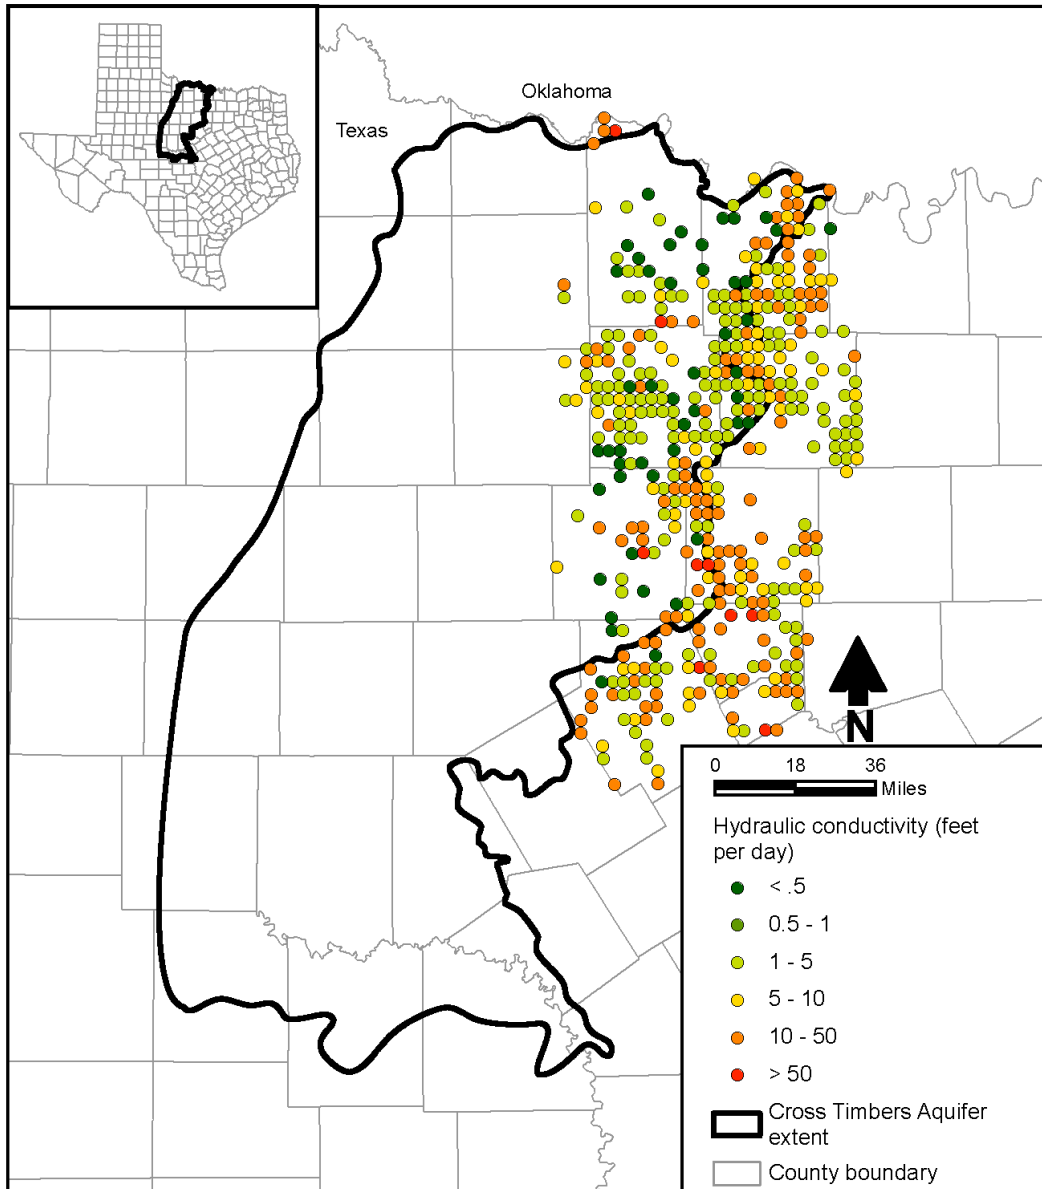 Oklahoma
Texas
N
0 18 36
Miles
Hydraulic conductivity (feet
per day)
< .5
0.5 - 1
1 - 5
5 - 10
10 - 50
> 50
Cross Timbers Aquifer
extent
County boundary